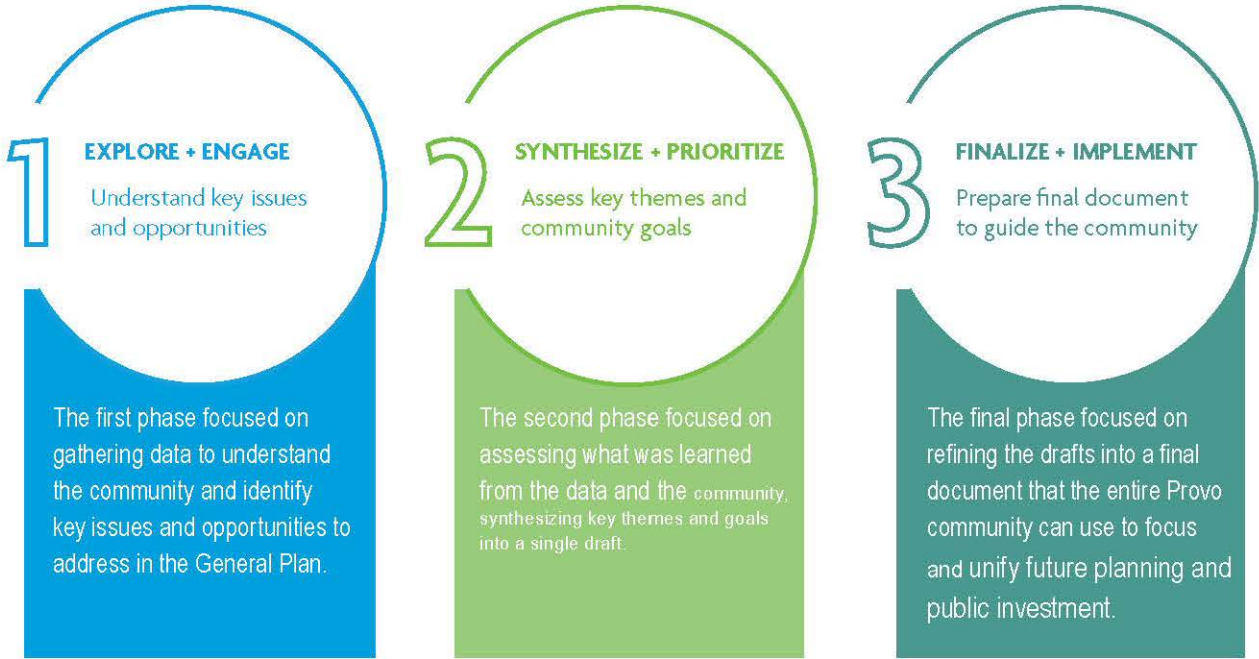 1
EXPLORE + ENGAGE
Understand key issues
and opportunities
The first phase focused on
gathering data to understand
the community and identify
key issues and opportunities to
address in the General Plan.
2
SYNTHESIZE + PRIORITIZE
Assess key themes and
community goals
The second phase focused on
assessing what was learned
from the data and the community,
synthesizing key themes and goals
into a single draft.
3
FINALIZE + IMPLEMENT
Prepare final document
to guide the community
The final phase focused on
refining the drafts into a final
document that the entire Provo
community can use to focus
and unify future planning and
public investment.